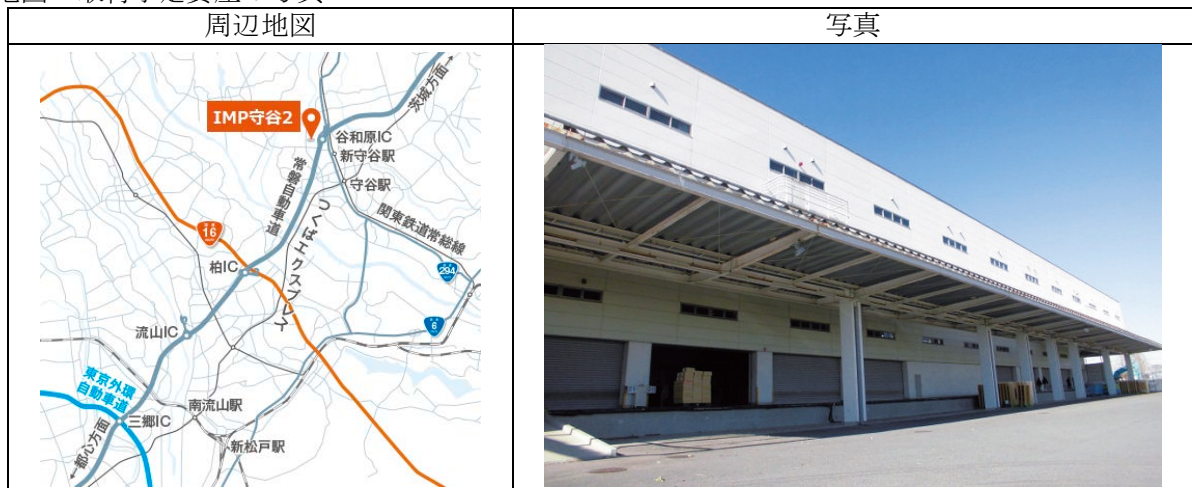 周辺地図
写真
茨城方面→
IMP守谷2
谷和原IC
新守谷駅
守谷駅
常磐自動車道
つくばエクスプレス
関東鉄道常総線
16
294
柏IC
6
流山IC
東京外環
自動車道
南流山駅
三郷IC
新松戸駅
←都心方面